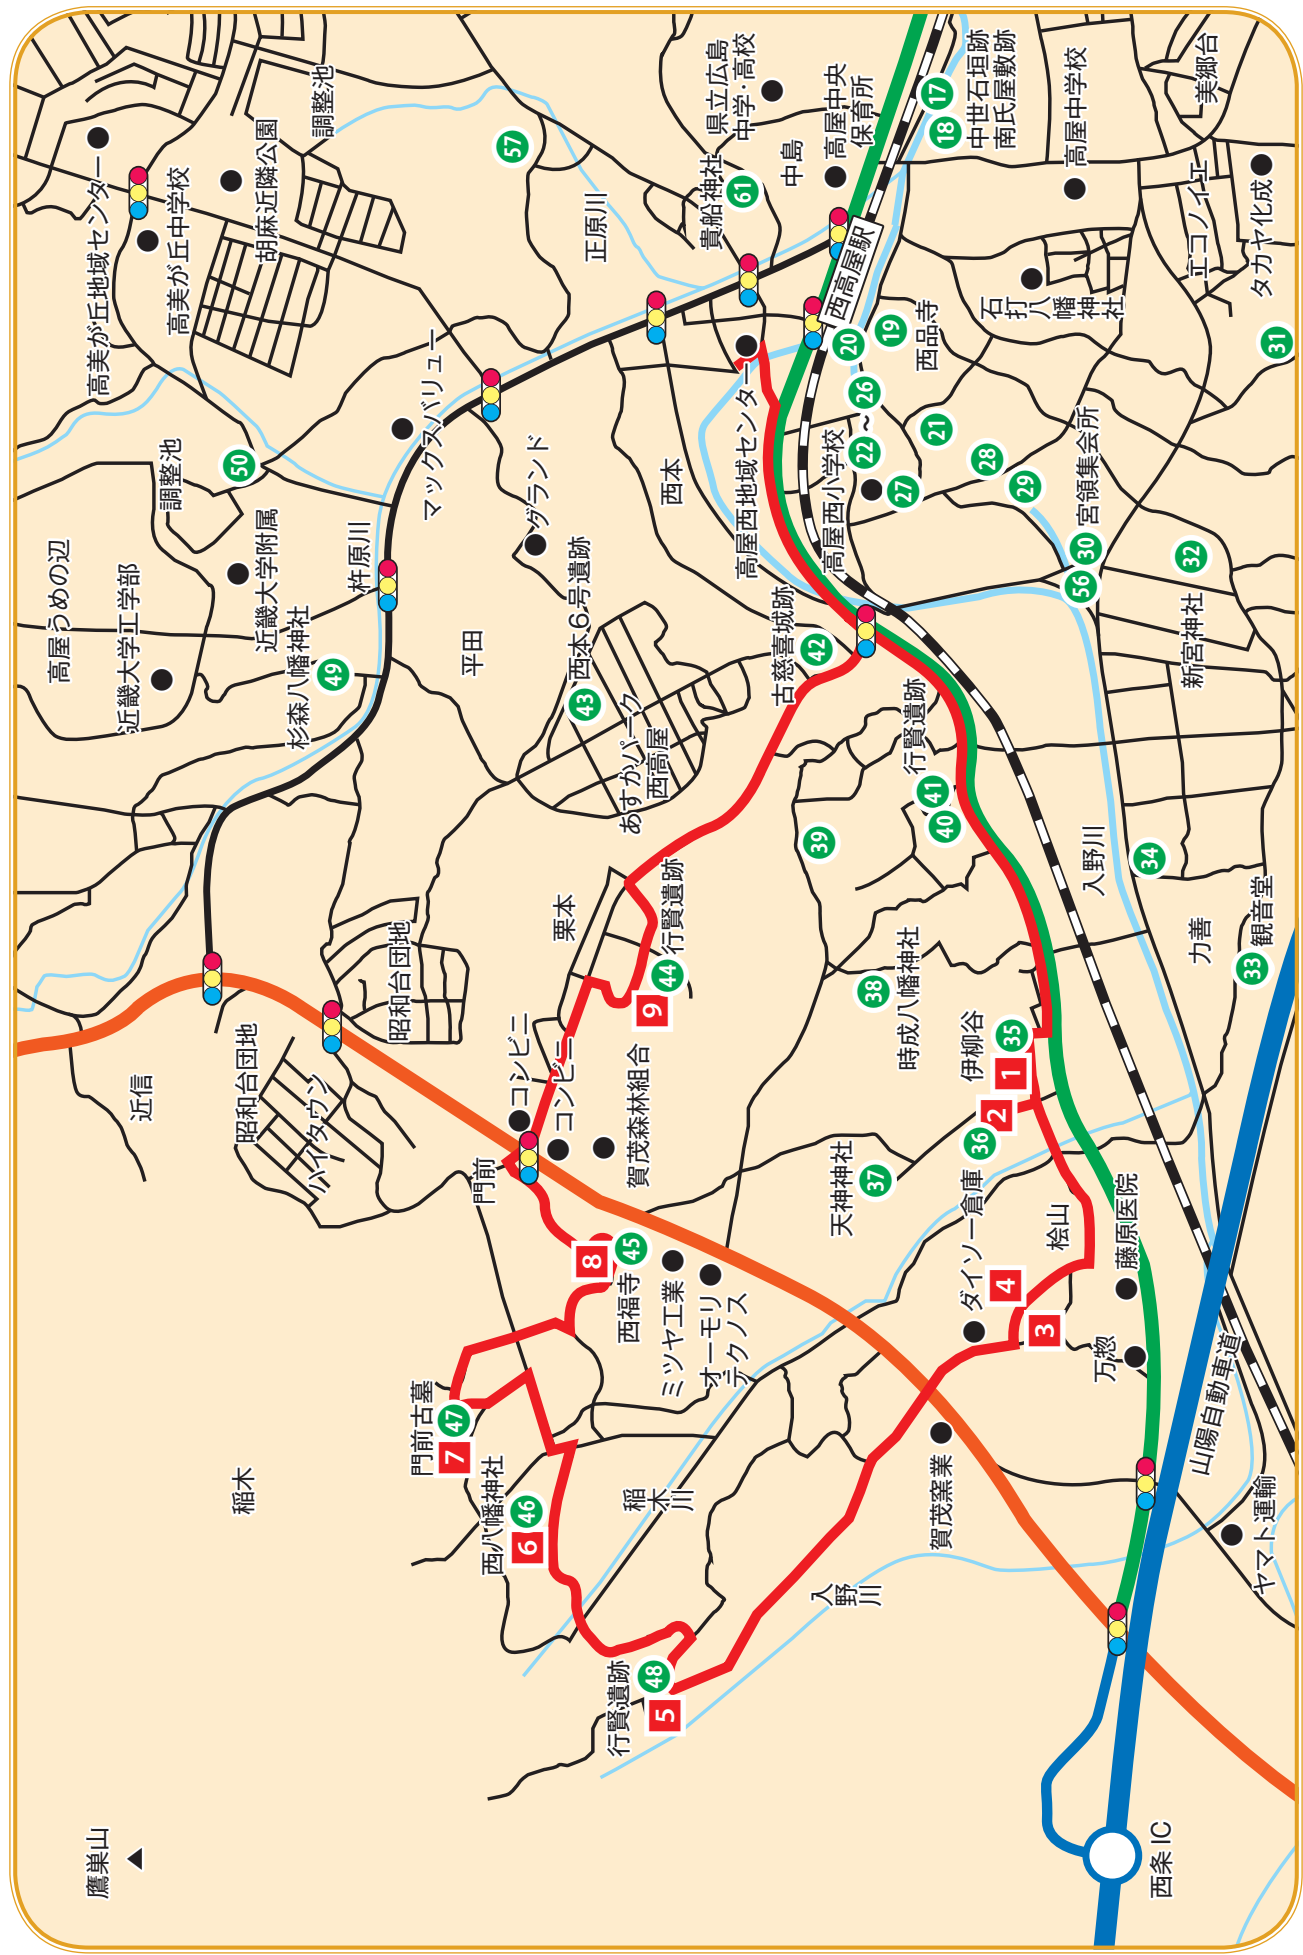 鷹巣山
近信
稲木
昭和台団地
ハイタウン
昭和台団地
高屋うめの辺
近畿大学工学部
近畿大学附属
杉森八幡神社
49
杵原川
調整池
50
高美が丘地域センター
高美が丘中学校
胡麻近隣公園
調整池
マックスバリュー
グランド
平田
西本6号遺跡
43
あすかパーク
西高屋
西本
正原川
57
県立広島
中学・高校
貴船神社
61
中島
高屋中央
保育所
西高屋駅
高屋西地域センター
高屋西小学校
古慈喜城跡
42
17
18
中世石垣跡
南氏屋敷跡
高屋中学校
美郷台
エコノイエ
タカヤ化成
石打八幡神社
西品寺
19
20
26
〜
22
27
21
28
29
31
宮領集会所
30
56
32
新宮神社
行賢遺跡
41
40
39
入野川
34
力善
観音堂
33
栗本
行賢遺跡
44
9
時成八幡神社
38
伊柳谷
35
1
2
36
コンビニ
コンビニ
賀茂森林組合
門前
天神神社
37
ダイソー倉庫
桧山
藤原医院
4
3
万惣
8
45
西福寺
ミツヤ工業
オーモリ
テクノス
門前古墓
47
7
西八幡神社
46
6
稲木川
賀茂窯業
入野川
行賢遺跡
48
5
山陽自動車道
ヤマト運輸
西条 IC